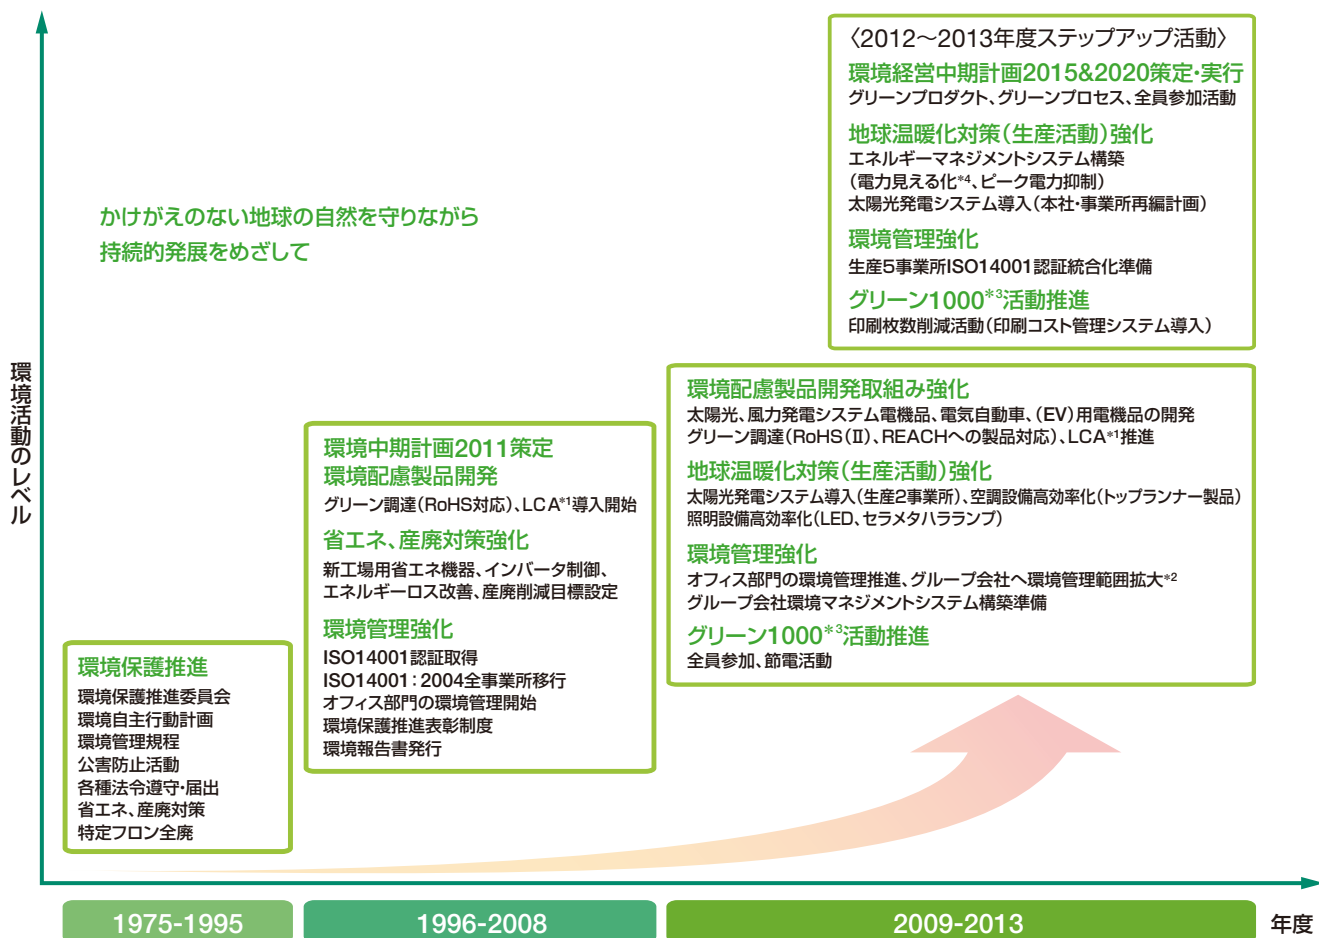 〈2012～2013年度ステップアップ活動〉
環境経営中期計画2015&2020策定・実行
グリーンプロダクト、グリーンプロセス、全員参加活動
地球温暖化対策（生産活動）強化
エネルギーマネジメントシステム構築
（電力見える化*4、ピーク電力抑制）
太陽光発電システム導入（本社・事業所再編計画）
環境管理強化
生産5事業所ISO14001認証統合化準備
グリーン1000*3活動推進
印刷枚数削減活動（印刷コスト管理システム導入）
かけがえのない地球の自然を守りながら
持続的発展をめざして
環境活動のレベル
環境配慮製品開発取組み強化
太陽光、風力発電システム電機品、電気自動車、（EV）用電機品の開発
グリーン調達（RoHS（Ⅱ）、REACHへの製品対応）、LCA*1推進
地球温暖化対策（生産活動）強化
太陽光発電システム導入（生産2事業所）、空調設備高効率化（トップランナー製品）
照明設備高効率化（LED、セラメタハラランプ）
環境管理強化
オフィス部門の環境管理推進、グループ会社へ環境管理範囲拡大*2
グループ会社環境マネジメントシステム構築準備
グリーン1000*3活動推進
全員参加、節電活動
環境中期計画2011策定
環境配慮製品開発
グリーン調達（RoHS対応）、LCA*1導入開始
省エネ、産廃対策強化
新工場用省エネ機器、インバータ制御、
エネルギーロス改善、産廃削減目標設定
環境管理強化
ISO14001認証取得
ISO14001：2004全事業所移行
オフィス部門の環境管理開始
環境保護推進表彰制度
環境報告書発行
環境保護推進
環境保護推進委員会
環境自主行動計画
環境管理規程
公害防止活動
各種法令遵守・届出
省エネ、産廃対策
特定フロン全廃
1975-1995
1996-2008
2009-2013
年度